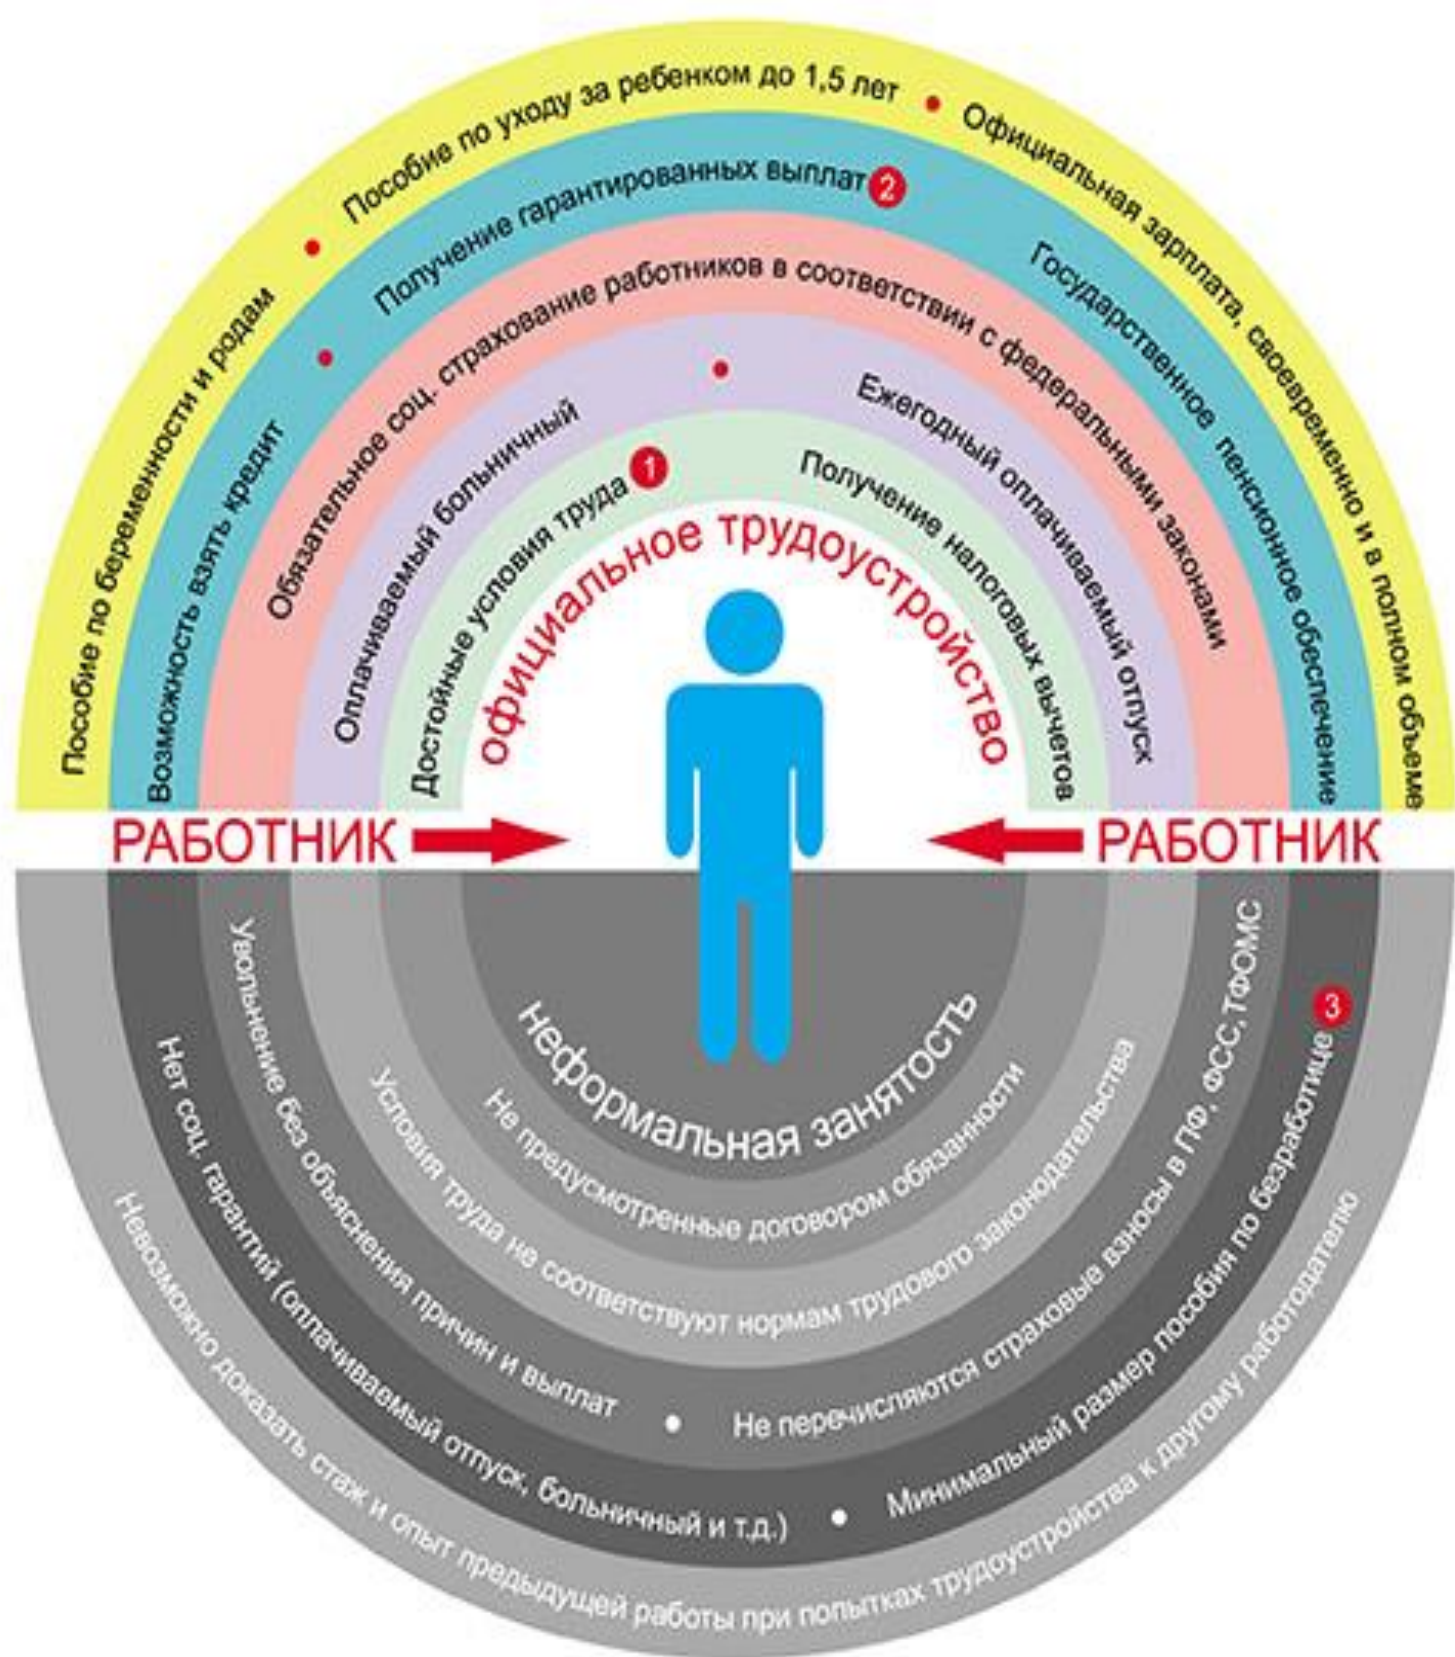 Пособие по беременности и родам • Пособие по уходу за ребенком до 1,5 лет • Официальная зарплата, своевременно и в полном объеме
Возможность взять кредит • Получение гарантированных выплат 2 Государственное пенсионное обеспечение
Обязательное соц. страхование работников в соответствии с федеральными законами
Оплачиваемый больничный • Ежегодный оплачиваемый отпуск
Достойные условия труда 1 Получение налоговых вычетов
официальное трудоустройство
РАБОТНИК РАБОТНИК
неформальная занятость
Не предусмотренные договором обязанности
Условия труда не соответствуют нормам трудового законодательства
Увольнение без объяснения причин и выплат • Не перечисляются страховые взносы в ПФ, ФСС, ТФОМС
Нет соц. гарантий (оплачиваемый отпуск, больничный и т.д.) • Минимальный размер пособия по безработице 3
Невозможно доказать стаж и опыт предыдущей работы при попытках трудоустройства к другому работодателю